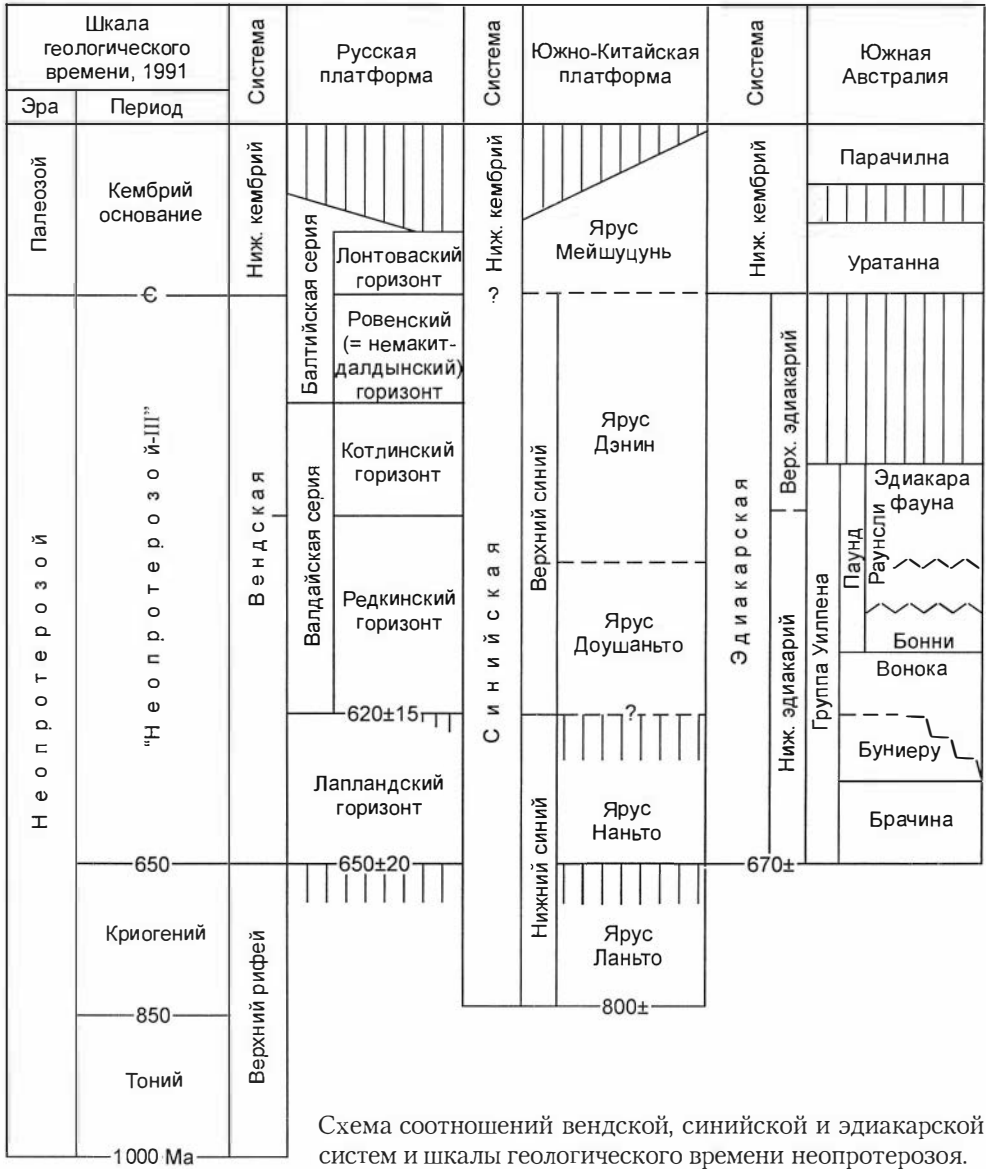 Шкала
геологического
времени, 1991
Эра
Период
Система
Русская
платформа
Система
Южно-Китайская
платформа
Система
Южная
Австралия
Палеозой
Кембрий
основание
Є
Неопротерозой
"Неопротерозой-III"
650
Криогений
850
Тоний
1000 Ма
Ниж. кембрий
Вендская
Верхний рифей
Балтийская серия
Лонтоваский
горизонт
Ровенский
(= немакит-
далдынский)
горизонт
Валдайская серия
Котлинский
горизонт
Редкинский
горизонт
620±15
Лапландский
горизонт
650±20
Ниж. кембрий
?
Синийская
Ярус
Мейшуцунь
Верхний синий
Ярус
Дэнин
Ярус
Доушаньто
?
Нижний синий
Ярус
Наньто
Ярус
Ланьто
800±
Ниж. кембрий
Эдиакарская
Верх. эдиакарий
Ниж. эдиакарий
670±
Парачилна
Уратанна
Группа Уилпена
Паунд
Раунсли
Эдиакара
фауна
Бонни
Вонока
Буниеру
Брачина
Схема соотношений вендской, синийской и эдиакарской
систем и шкалы геологического времени неопротерозоя.